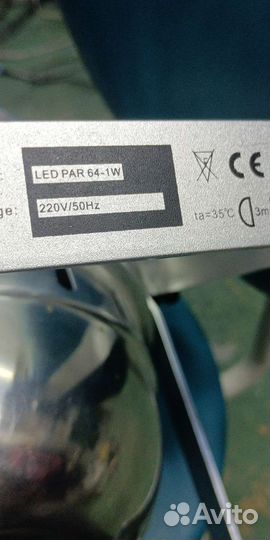 LED PAR 64-1W
ge: 220V/50Hz
CE
ta=35℃ 3m
Avito